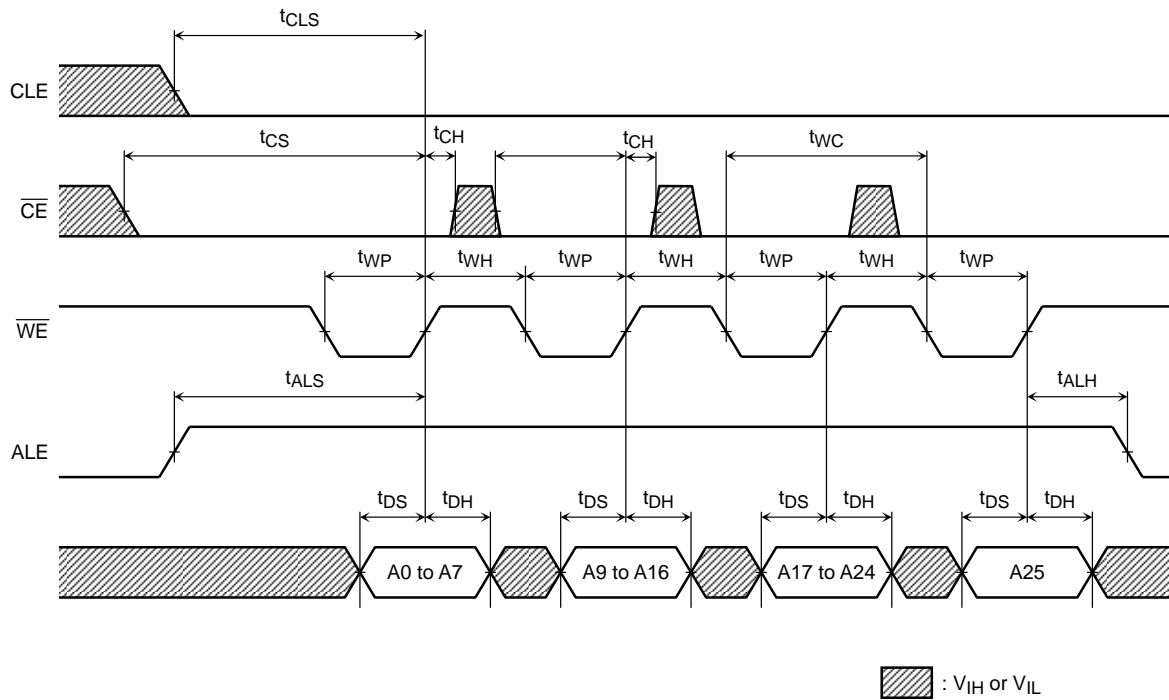 tCLS
CLE
tCS
tCH
tCH
tWC
CE
tWP
tWH
tWP
tWH
tWP
tWH
tWP
WE
tALS
tALH
ALE
tDS
tDH
tDS
tDH
tDS
tDH
tDS
tDH
A0 to A7
A9 to A16
A17 to A24
A25
: VIH or VIL